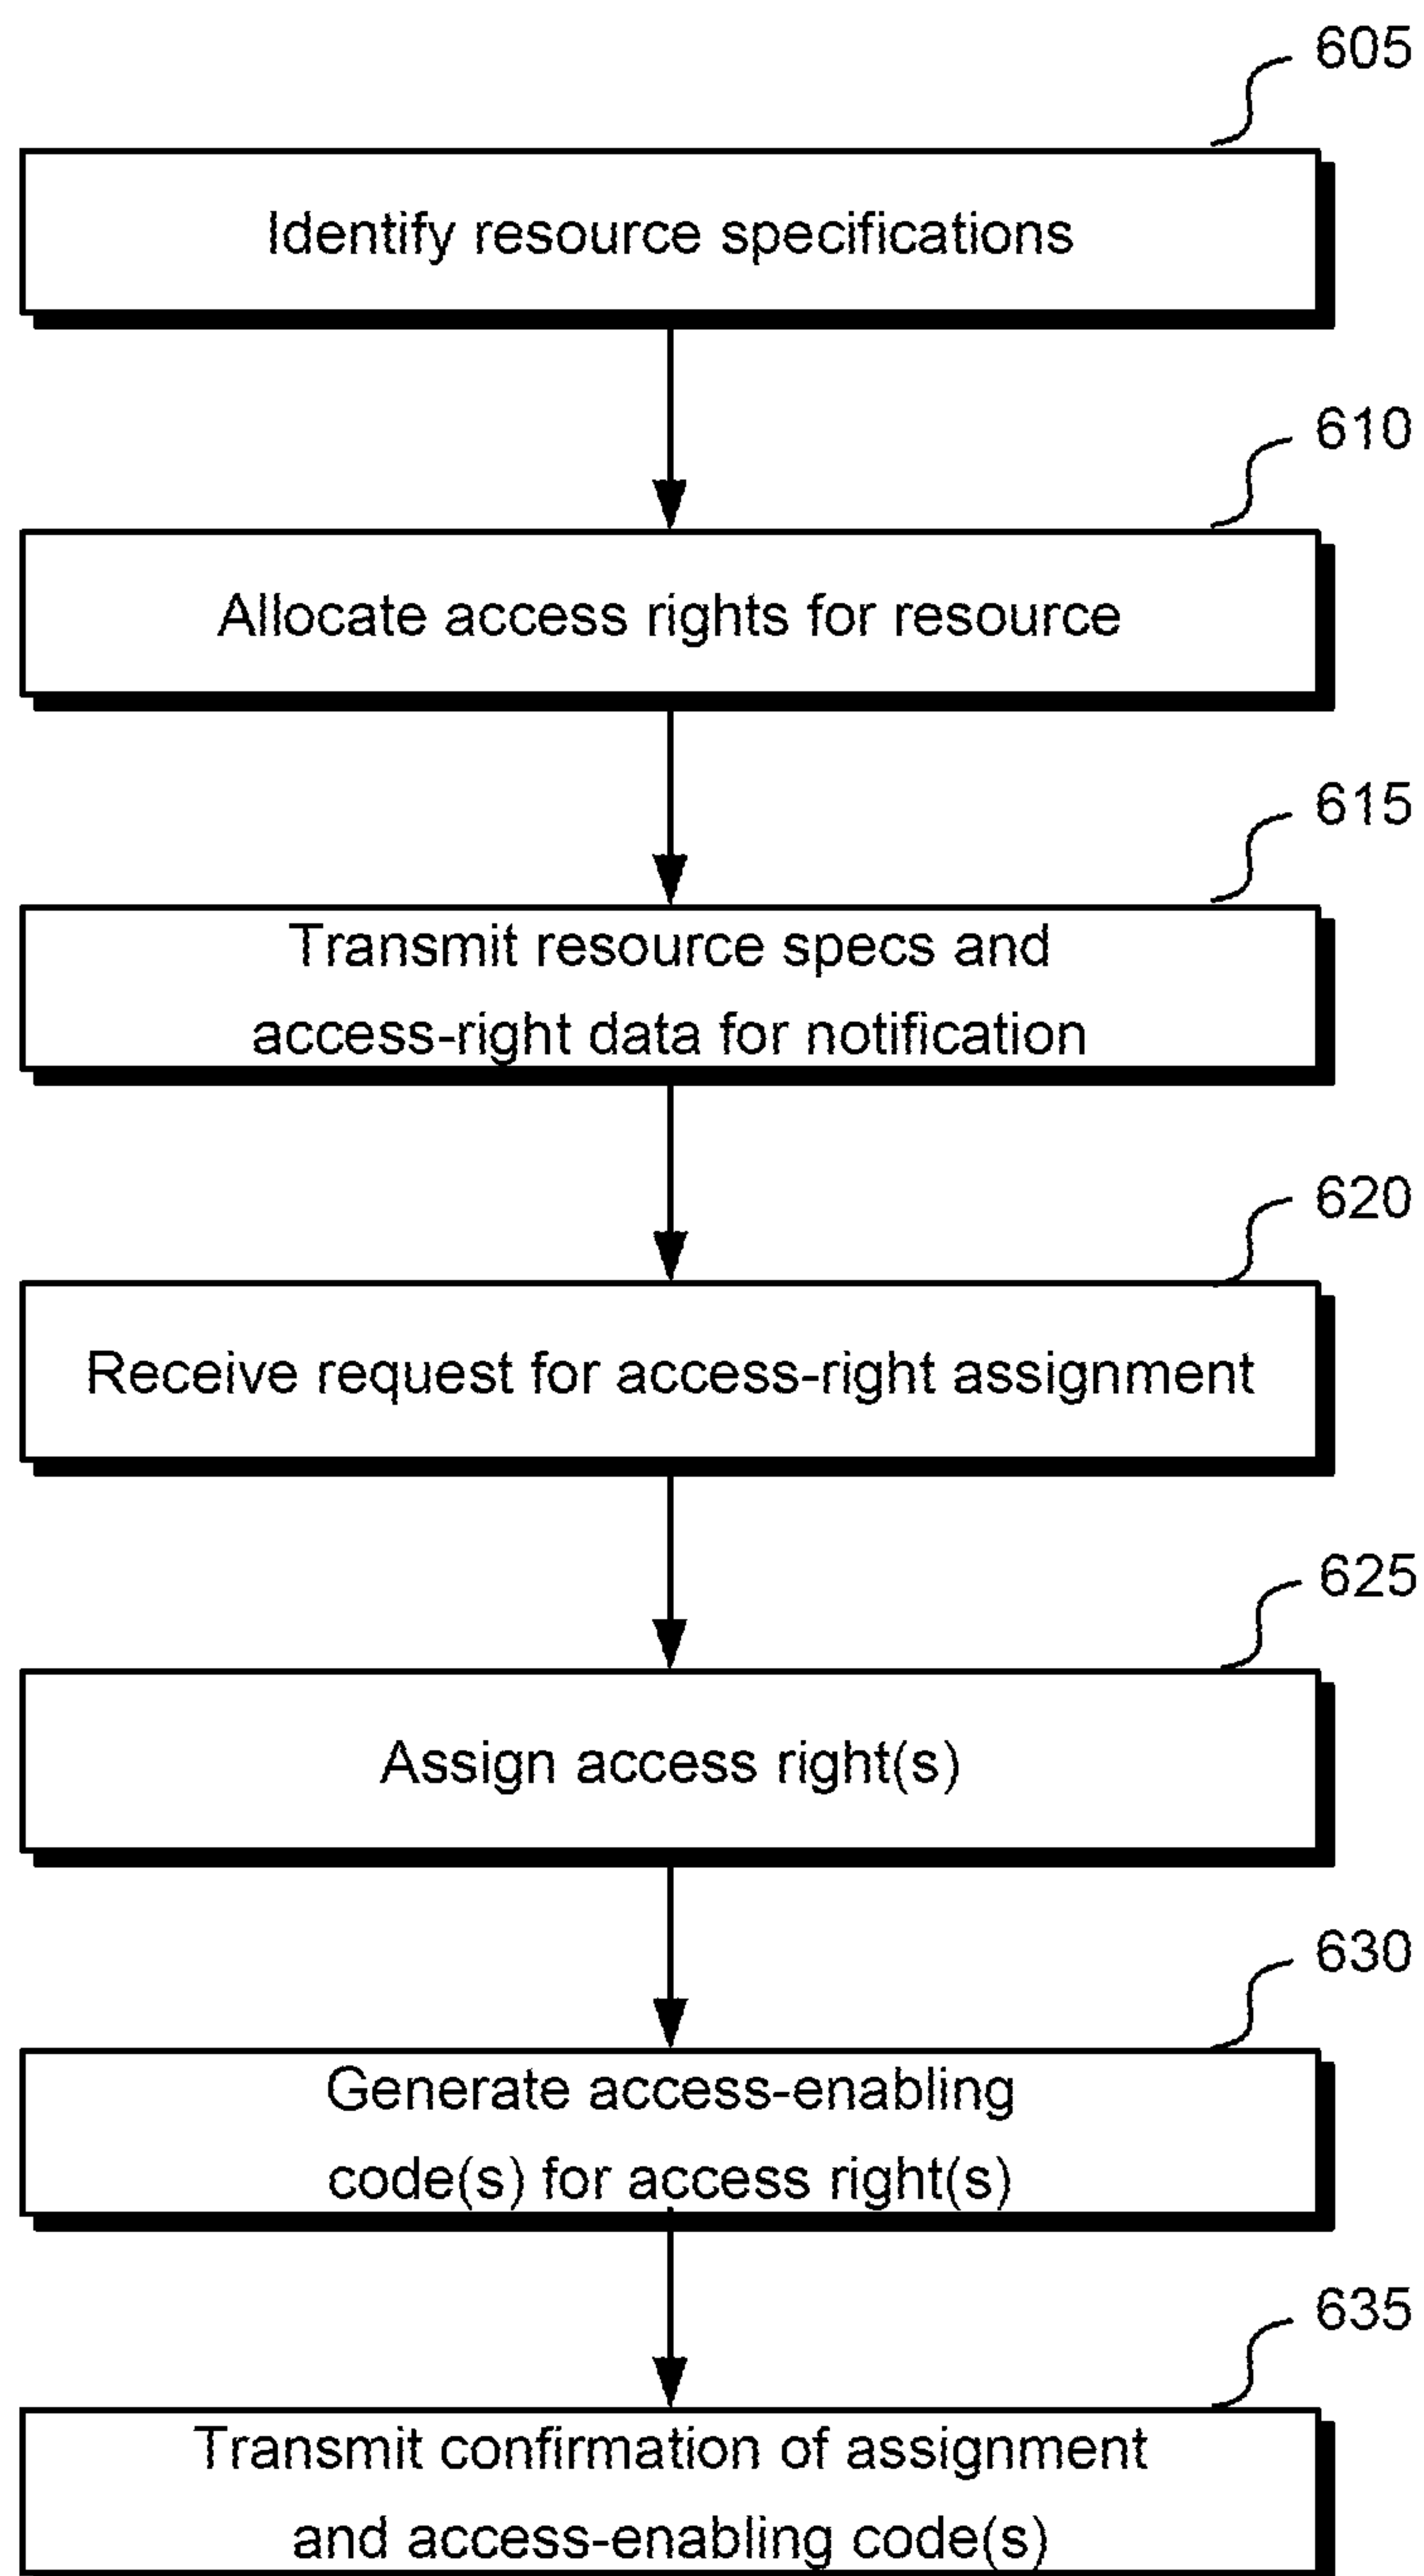 605
Identify resource specifications
610
Allocate access rights for resource
615
Transmit resource specs and
access-right data for notification
620
Receive request for access-right assignment
625
Assign access right(s)
630
Generate access-enabling
code(s) for access right(s)
635
Transmit confirmation of assignment
and access-enabling code(s)